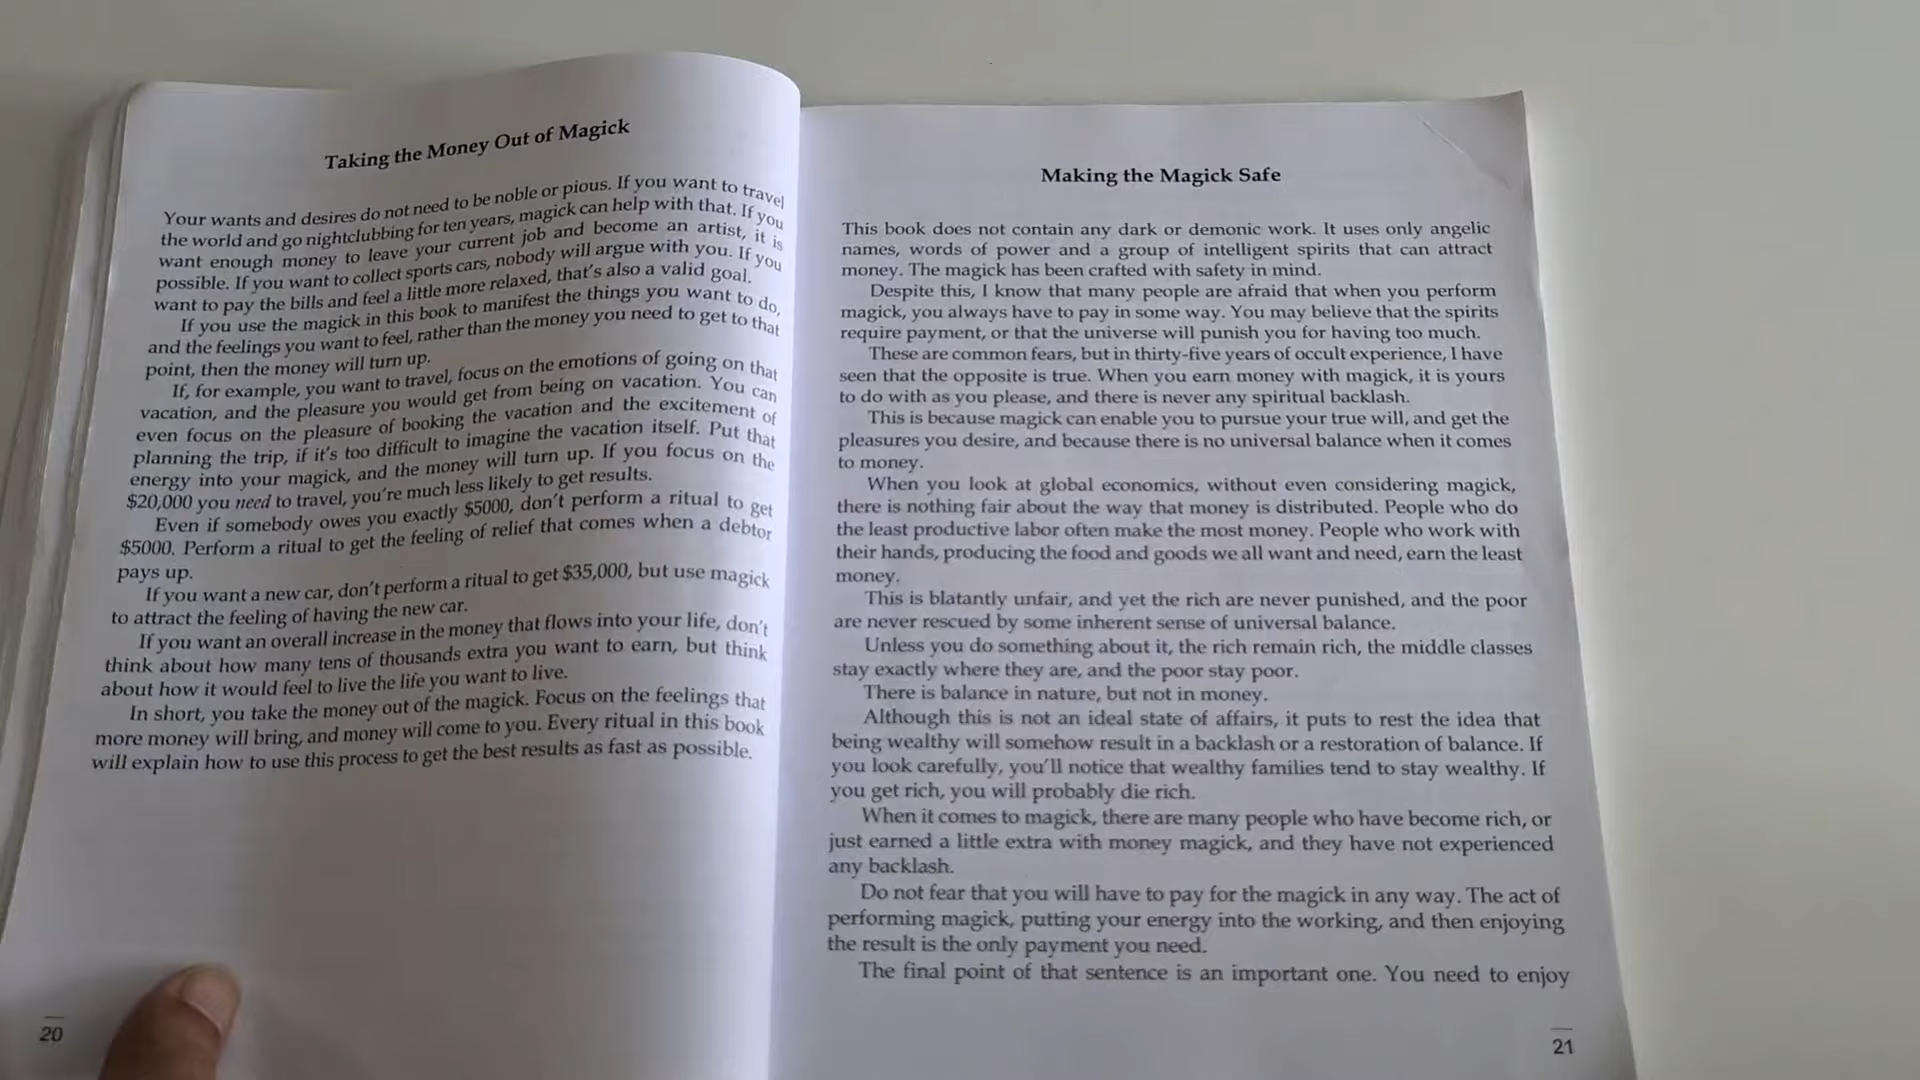 Taking the Money Out of Magick
Your wants and desires do not need to be noble or pious. If you want to travel
the world and go nightclubbing for ten years, magick can help with that. If you
want enough money to leave your current job and become an artist, it is
possible. If you want to collect sports cars, nobody will argue with you. If you
want to pay the bills and feel a little more relaxed, that's also a valid goal.
If you use the magick in this book to manifest the things you want to do,
and the feelings you want to feel, rather than the money you need to get to that
point, then the money will turn up.
If, for example, you want to travel, focus on the emotions of going on that
vacation, and the pleasure you would get from being on vacation. You can
even focus on the pleasure of booking the vacation and the excitement of
planning the trip, if it's too difficult to imagine the vacation itself. Put that
energy into your magick, and the money will turn up. If you focus on the
$20,000 you need to travel, you're much less likely to get results.
Even if somebody owes you exactly $5000, don't perform a ritual to get
$5000. Perform a ritual to get the feeling of relief that comes when a debtor
pays up.
If you want a new car, don't perform a ritual to get $35,000, but use magick
to attract the feeling of having the new car.
If you want an overall increase in the money that flows into your life, don't
think about how many tens of thousands extra you want to earn, but think
about how it would feel to live the life you want to live.
In short, you take the money out of the magick. Focus on the feelings that
more money will bring, and money will come to you. Every ritual in this book
will explain how to use this process to get the best results as fast as possible.
20
Making the Magick Safe
This book does not contain any dark or demonic work. It uses only angelic
names, words of power and a group of intelligent spirits that can attract
money. The magick has been crafted with safety in mind.
Despite this, I know that many people are afraid that when you perform
magick, you always have to pay in some way. You may believe that the spirits
require payment, or that the universe will punish you for having too much.
These are common fears, but in thirty-five years of occult experience, I have
seen that the opposite is true. When you earn money with magick, it is yours
to do with as you please, and there is never any spiritual backlash.
This is because magick can enable you to pursue your true will, and get the
pleasures you desire, and because there is no universal balance when it comes
to money.
When you look at global economics, without even considering magick,
there is nothing fair about the way that money is distributed. People who do
the least productive labor often make the most money. People who work with
their hands, producing the food and goods we all want and need, earn the least
money.
This is blatantly unfair, and yet the rich are never punished, and the poor
are never rescued by some inherent sense of universal balance.
Unless you do something about it, the rich remain rich, the middle classes
stay exactly where they are, and the poor stay poor.
There is balance in nature, but not in money.
Although this is not an ideal state of affairs, it puts to rest the idea that
being wealthy will somehow result in a backlash or a restoration of balance. If
you look carefully, you'll notice that wealthy families tend to stay wealthy. If
you get rich, you will probably die rich.
When it comes to magick, there are many people who have become rich, or
just earned a little extra with money magick, and they have not experienced
any backlash.
Do not fear that you will have to pay for the magick in any way. The act of
performing magick, putting your energy into the working, and then enjoying
the result is the only payment you need.
The final point of that sentence is an important one. You need to enjoy
21